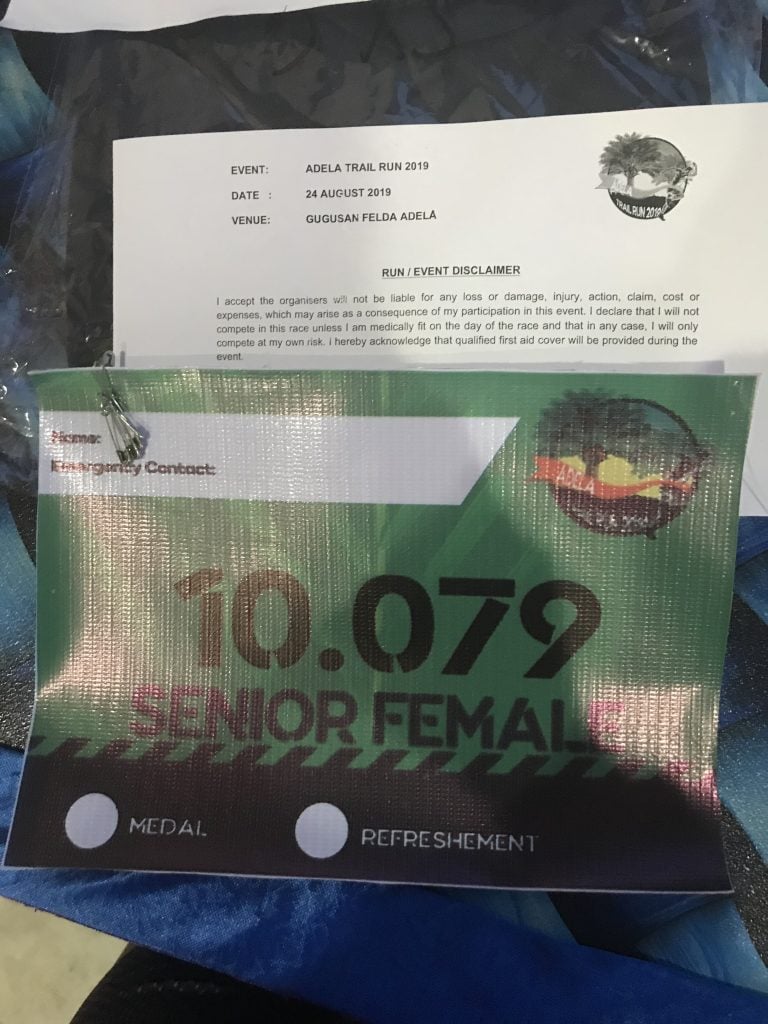 EVENT: ADELA TRAIL RUN 2019
DATE : 24 AUGUST 2019
VENUE: GUGUSAN FELDA ADELA
TRAIL RUN 2019
RUN / EVENT DISCLAIMER
I accept the organisers will not be liable for any loss or damage, injury, action, claim, cost or
expenses, which may arise as a consequence of my participation in this event. I declare that I will not
compete in this race unless I am medically fit on the day of the race and that in any case, I will only
compete at my own risk. I hereby acknowledge that qualified first aid cover will be provided during the
event.
Name:
Emergency Contact:
ADELA
10.079
SENIOR FEMALE
MEDAL
REFRESHEMENT